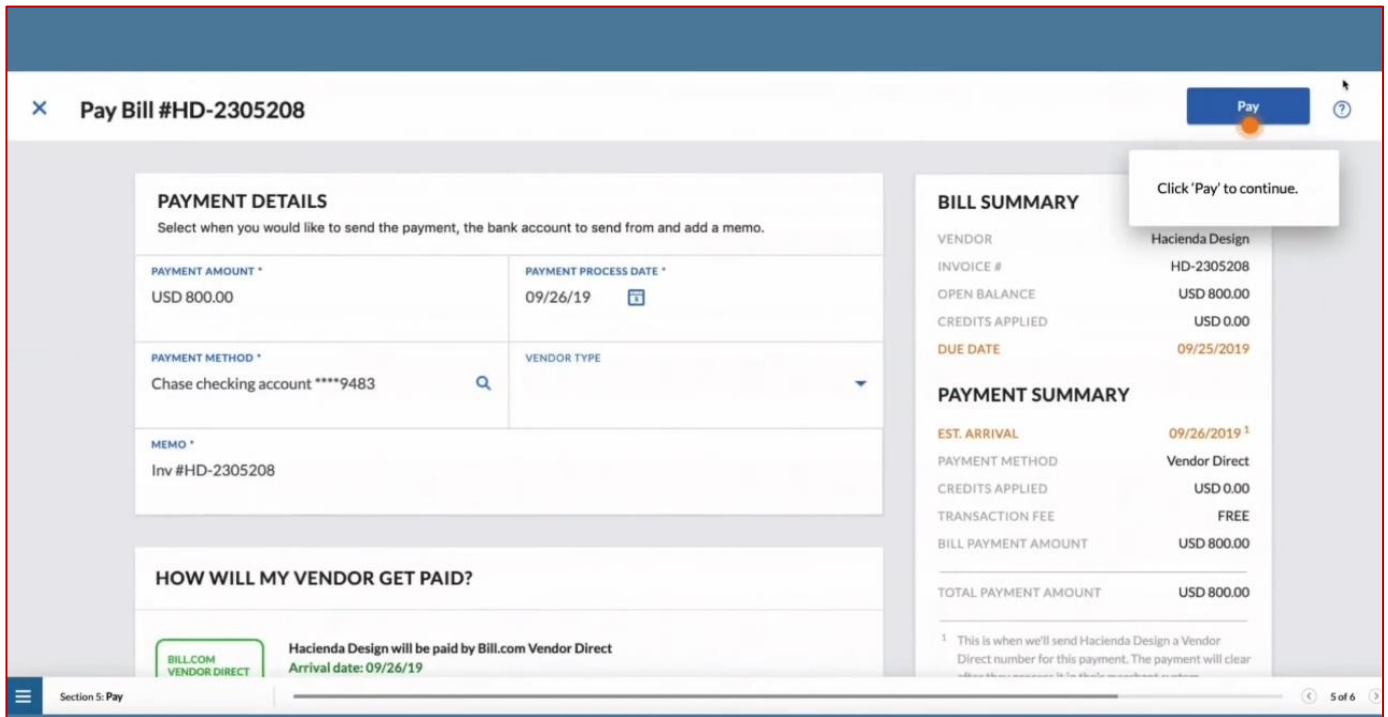 Pay Bill #HD-2305208
Pay
Click 'Pay' to continue.
PAYMENT DETAILS
Select when you would like to send the payment, the bank account to send from and add a memo.
PAYMENT AMOUNT *
USD 800.00
PAYMENT PROCESS DATE *
09/26/19
PAYMENT METHOD *
Chase checking account ****9483
VENDOR TYPE
MEMO *
Inv #HD-2305208
HOW WILL MY VENDOR GET PAID?
BILL.COM
VENDOR DIRECT
Hacienda Design will be paid by Bill.com Vendor Direct
Arrival date: 09/26/19
BILL SUMMARY
VENDOR Hacienda Design
INVOICE # HD-2305208
OPEN BALANCE USD 800.00
CREDITS APPLIED USD 0.00
DUE DATE 09/25/2019
PAYMENT SUMMARY
EST. ARRIVAL 09/26/2019 1
PAYMENT METHOD Vendor Direct
CREDITS APPLIED USD 0.00
TRANSACTION FEE FREE
BILL PAYMENT AMOUNT USD 800.00
TOTAL PAYMENT AMOUNT USD 800.00
1 This is when we'll send Hacienda Design a Vendor
Direct number for this payment. The payment will clear
Section 5: Pay
5 of 6